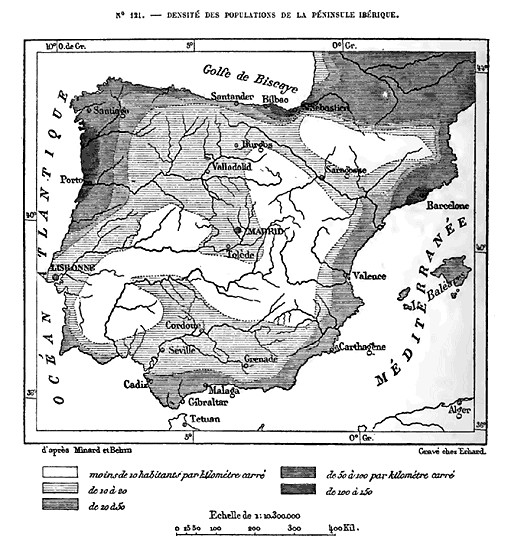 Nº 121. — DENSITÉ DES POPULATIONS DE LA PÉNINSULE IBÉRIQUE.
10° O. de Gr. 5° 0° Gr.
44°
Golfe de Biscaye
Santander Bilbao
S.Sébastien
Santiago
Burgos
Valladolid
Saragosse
Porto
Barcelone
OCÉAN ATLANTIQUE
MADRID
40° 40°
Tolède
LISBONNE
Valence
MÉDITERRANÉE
Baléares
Cordoue
Séville
Grenade
Carthagène
Cadix
Malaga
Gibraltar
Tetuan
Alger
5° 0° Gr.
d'après Minard et Behm Gravé chez Erhard.
moins de 10 habitants par kilomètre carré
de 10 à 20
de 20 à 50
de 50 à 100 par kilomètre carré
de 100 à 150
Echelle de 1:10.300.000
0 25 50 100 200 300 400 Kil.